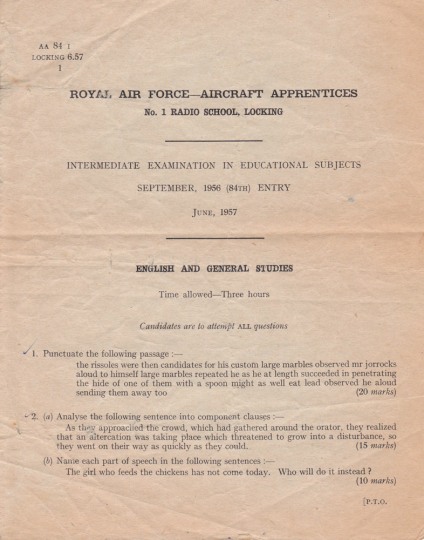 AA 84 1
LOCKING 6.57
1
ROYAL AIR FORCE—AIRCRAFT APPRENTICES
No. 1 RADIO SCHOOL, LOCKING
INTERMEDIATE EXAMINATION IN EDUCATIONAL SUBJECTS
SEPTEMBER, 1956 (84TH) ENTRY
JUNE, 1957
ENGLISH AND GENERAL STUDIES
Time allowed—Three hours
Candidates are to attempt ALL questions
1. Punctuate the following passage :—
the rissoles were then candidates for his custom large marbles observed mr jorrocks
aloud to himself large marbles repeated he as he at length succeeded in penetrating
the hide of one of them with a spoon might as well eat lead observed he aloud
sending them away too (20 marks)
2. (a) Analyse the following sentence into component clauses :—
As they approached the crowd, which had gathered around the orator, they realized
that an altercation was taking place which threatened to grow into a disturbance, so
they went on their way as quickly as they could. (15 marks)
(b) Name each part of speech in the following sentences :—
The girl who feeds the chickens has not come today. Who will do it instead ?
(10 marks)
[P.T.O.